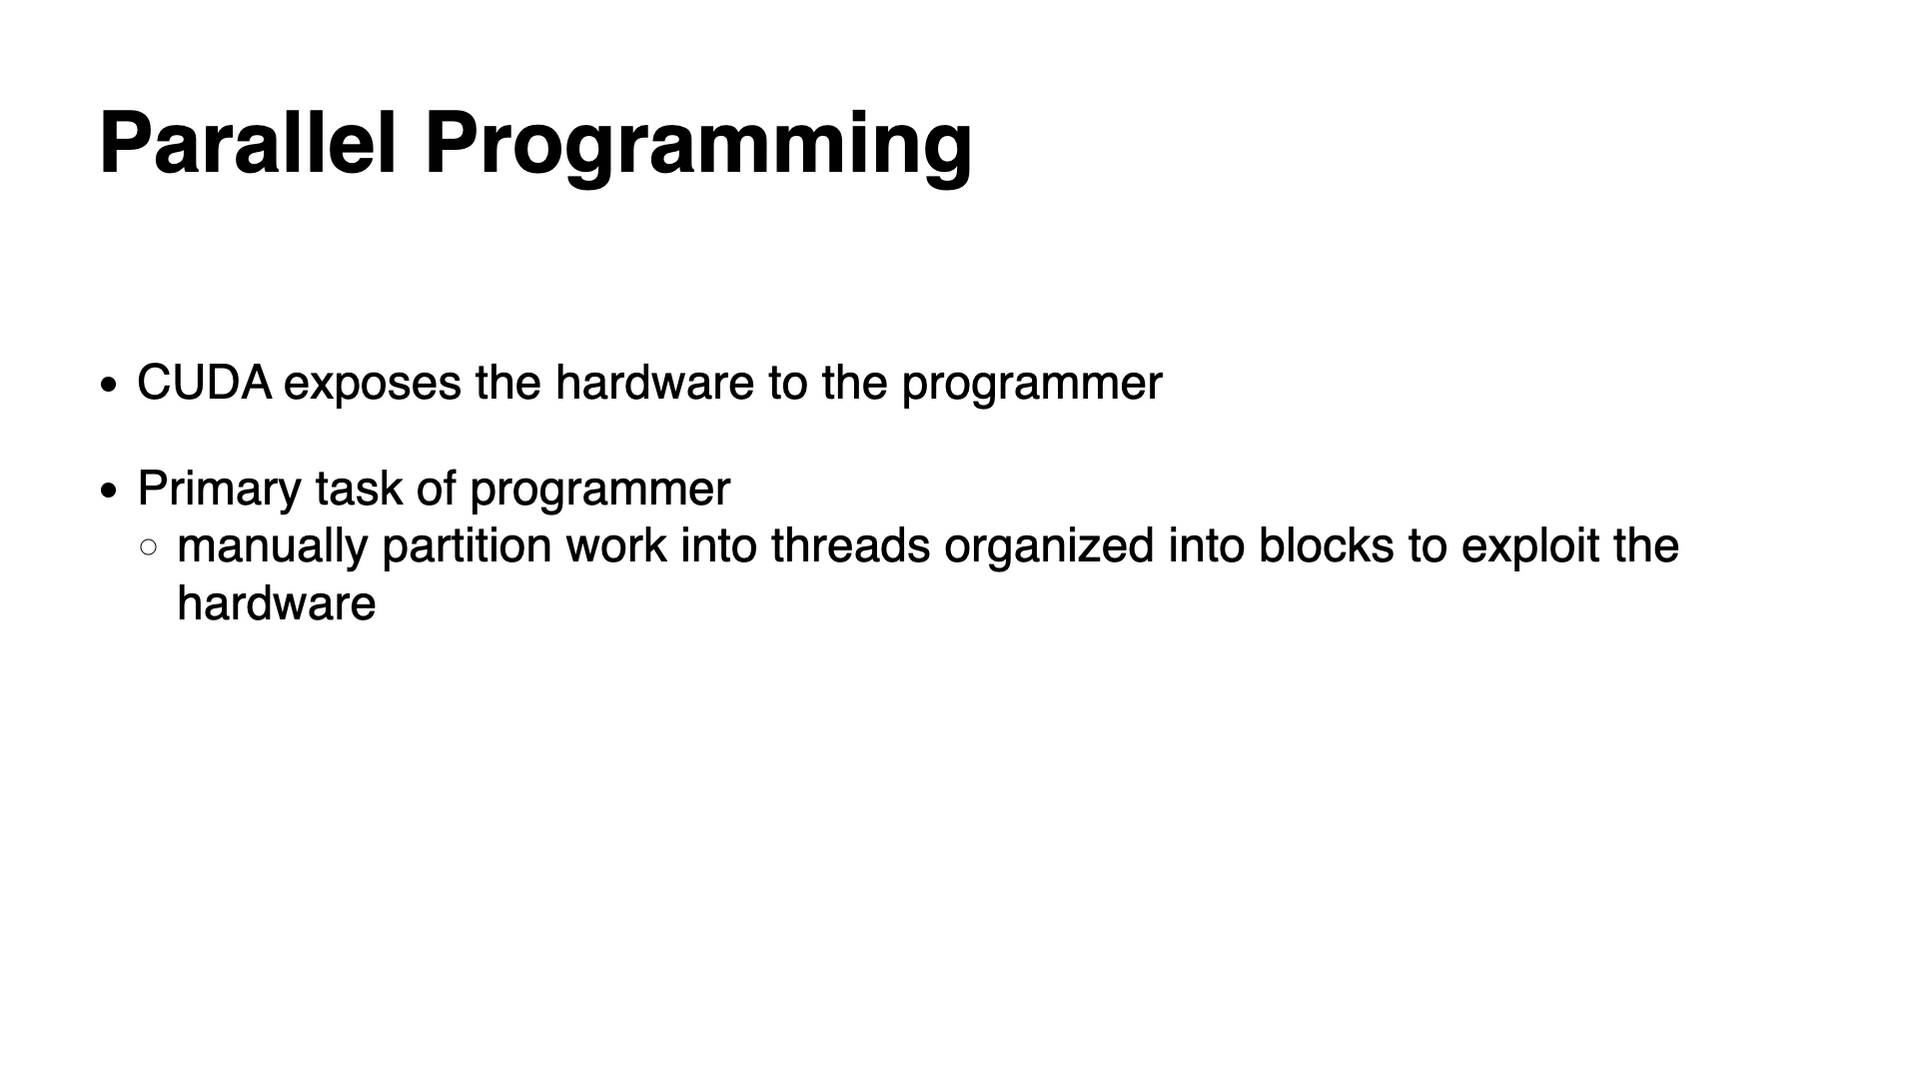 Parallel Programming
• CUDA exposes the hardware to the programmer
• Primary task of programmer
○ manually partition work into threads organized into blocks to exploit the
hardware